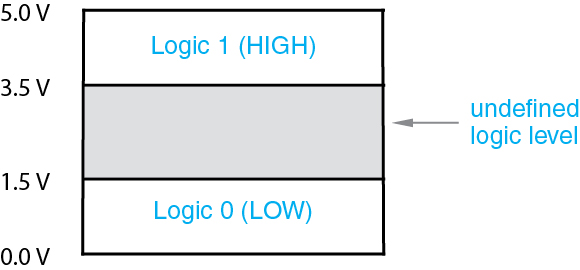 5.0 V
Logic 1 (HIGH)
3.5 V
undefined
logic level
1.5 V
Logic 0 (LOW)
0.0 V